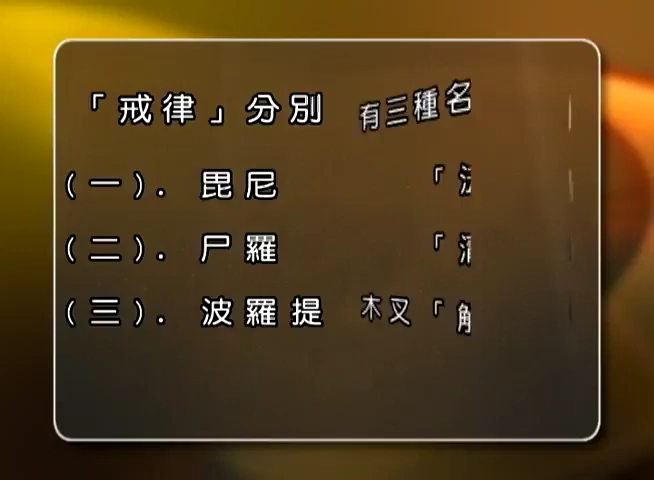 「戒律」分別 有三種名
(一). 毘尼 「
(二). 尸羅 「
(三). 波羅提 木叉「解